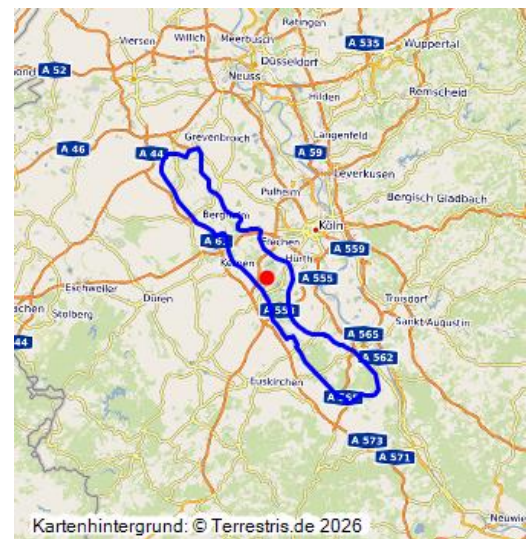 Ratingen
Viersen Willich Meerbusch
A 535
Wuppertal
A 52
Düsseldorf
Neuss
Hilden
Remscheid
Grevenbroich
Langenfeld
A 46
A 44
A 59
Leverkusen
Pulheim
Bergisch Gladbach
Bergheim
Köln
A 61
Frechen
A 559
Kerpen
Hürth
A 555
Eschweiler
Düren
Troisdorf
Stolberg
A 553
Sankt Augustin
44
A 565
A 562
Euskirchen
A 573
A 571
Neuwie
Kartenhintergrund: © Terrestris.de 2026